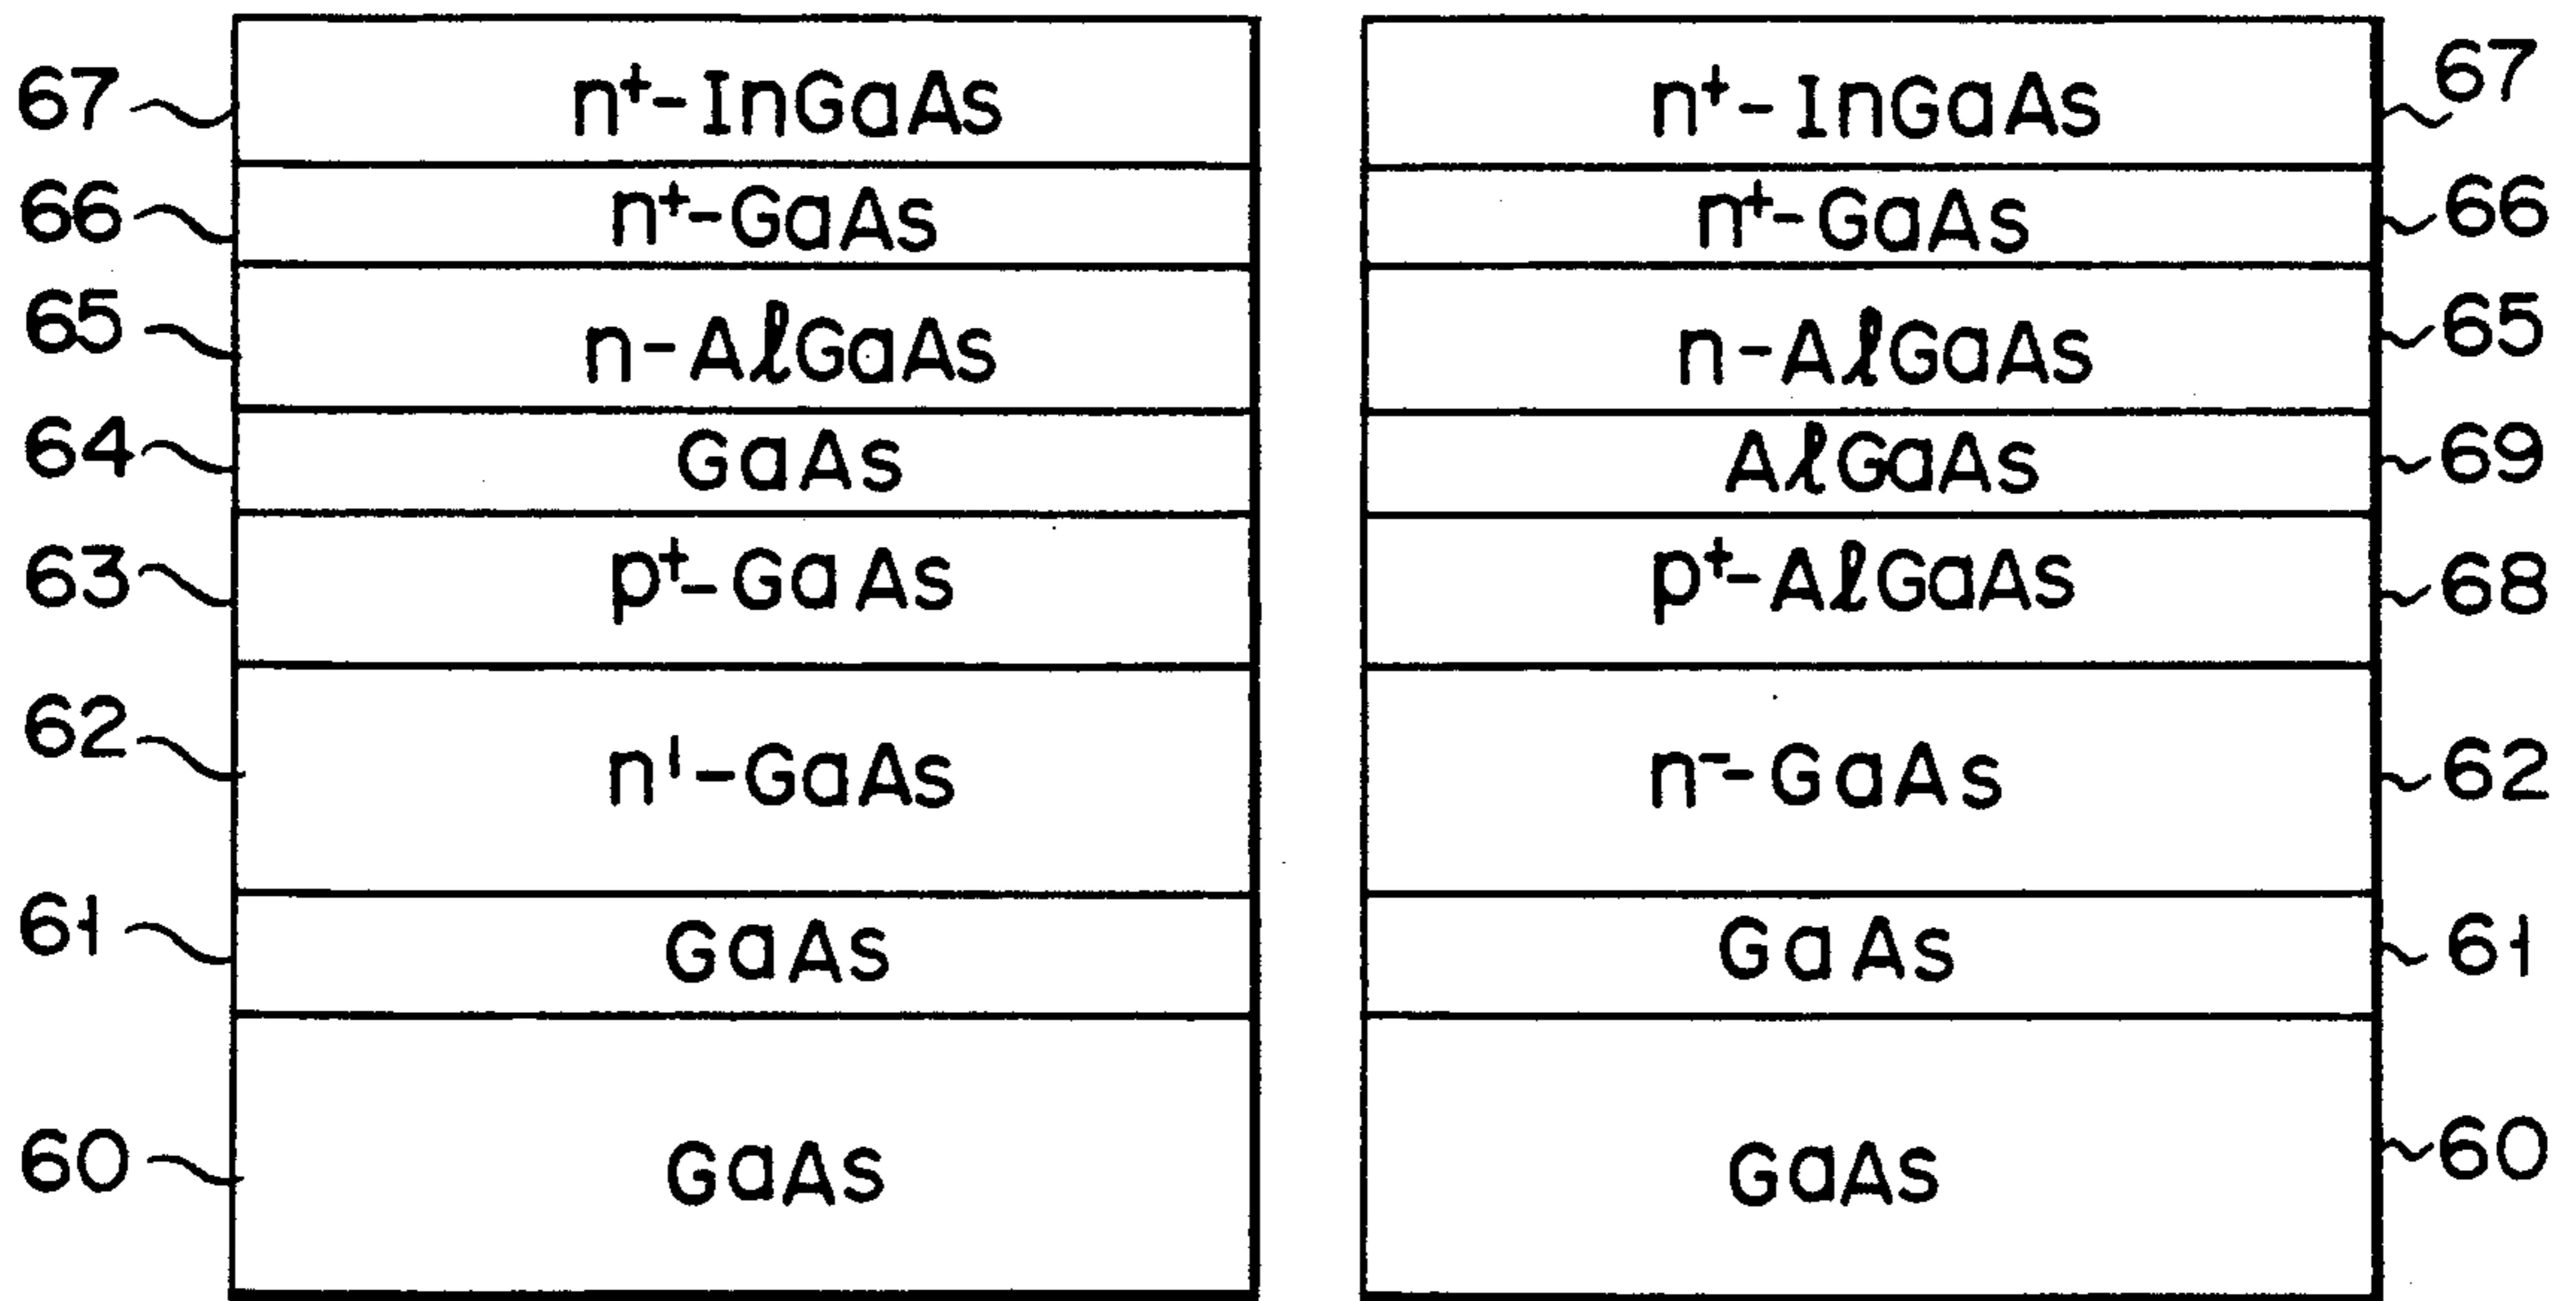 67 n⁺-InGaAs
66 n⁺-GaAs
65 n-AℓGaAs
64 GaAs
63 p⁺-GaAs
62 nˈ-GaAs
61 GaAs
60 GaAs
n⁺-InGaAs 67
n⁺-GaAs 66
n-AℓGaAs 65
AℓGaAs 69
p⁺-AℓGaAs 68
n⁻-GaAs 62
GaAs 61
GaAs 60